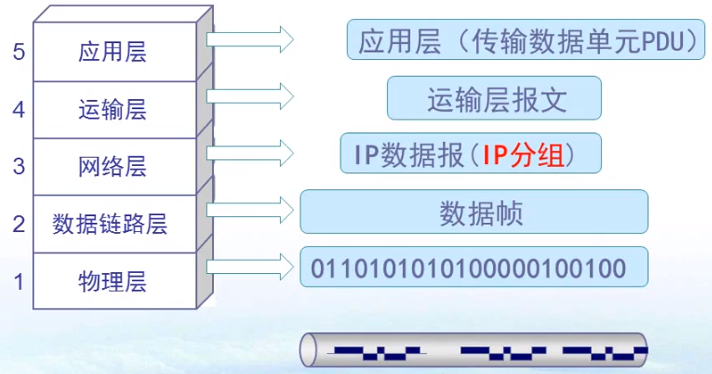 5 应用层 应用层（传输数据单元PDU）
4 运输层 运输层报文
3 网络层 IP数据报(IP分组)
2 数据链路层 数据帧
1 物理层 0110101010100000100100